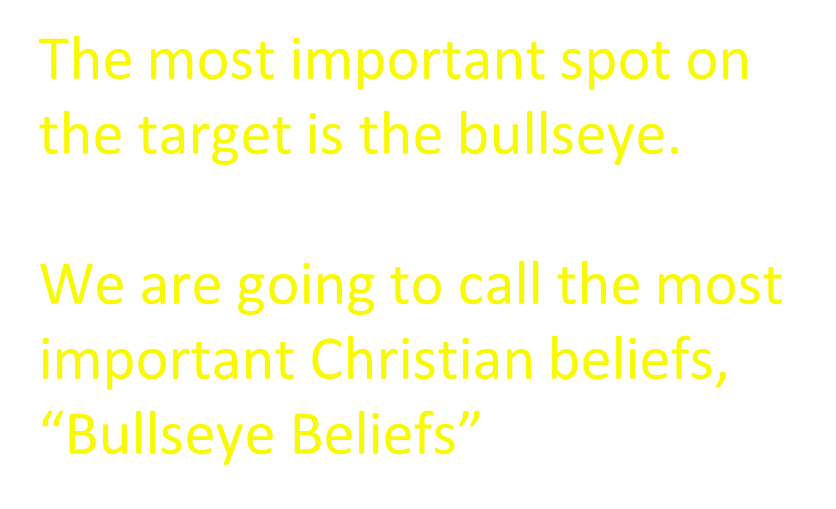 The most important spot on
the target is the bullseye.
We are going to call the most
important Christian beliefs,
“Bullseye Beliefs”